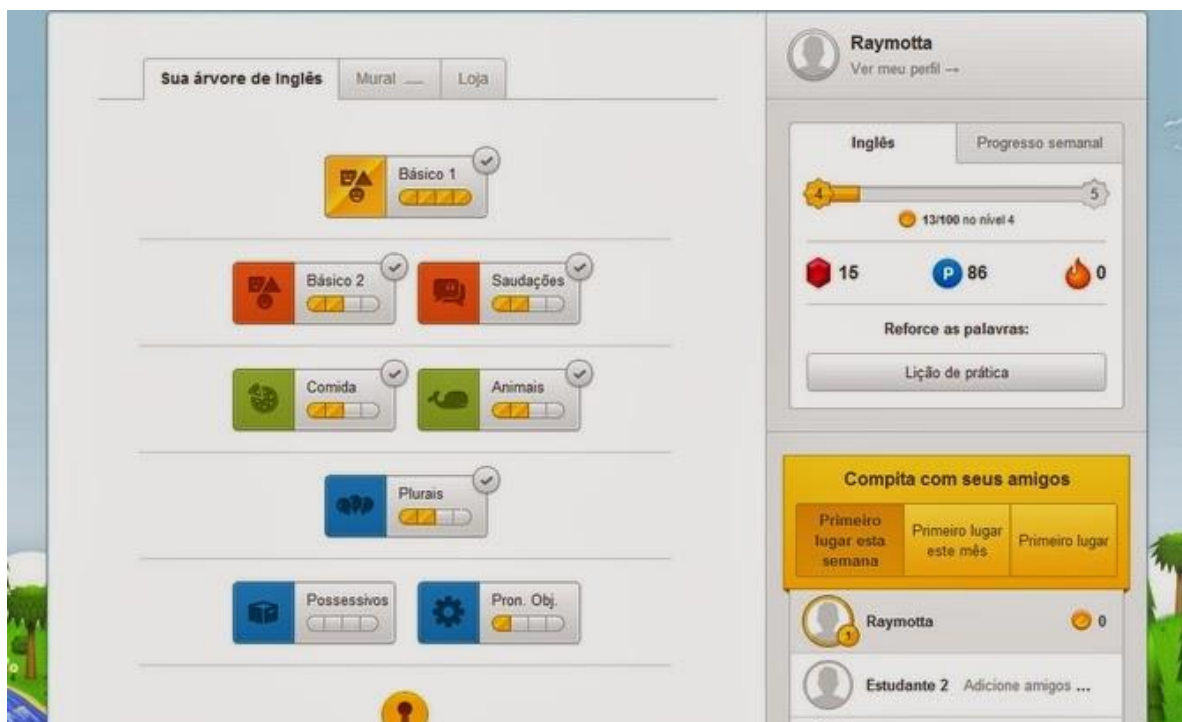 Sua árvore de Inglês
Mural
Loja
Básico 1
Básico 2
Saudações
Comida
Animais
Plurais
Possessivos
Pron. Obj.
Raymotta
Ver meu perfil →
Inglês
Progresso semanal
4
5
13/100 no nível 4
15
P 86
0
Reforce as palavras:
Lição de prática
Compita com seus amigos
Primeiro
lugar esta
semana
Primeiro lugar
este mês
Primeiro lugar
1
Raymotta
0
Estudante 2 Adicione amigos ...